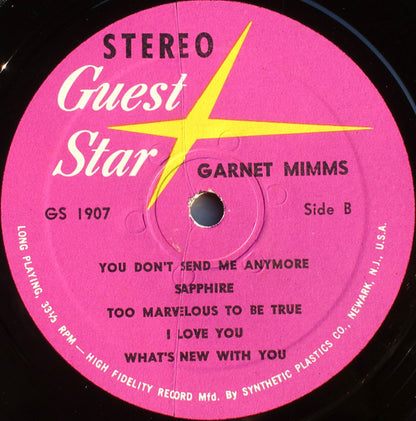 STEREO
Guest
Star
GARNET MIMMS
GS 1907
Side B
YOU DON'T SEND ME ANYMORE
SAPPHIRE
TOO MARVELOUS TO BE TRUE
I LOVE YOU
WHAT'S NEW WITH YOU
LONG PLAYING, 33⅓ RPM — HIGH FIDELITY RECORD Mfd. By SYNTHETIC PLASTICS CO., NEWARK, N.J., U.S.A.